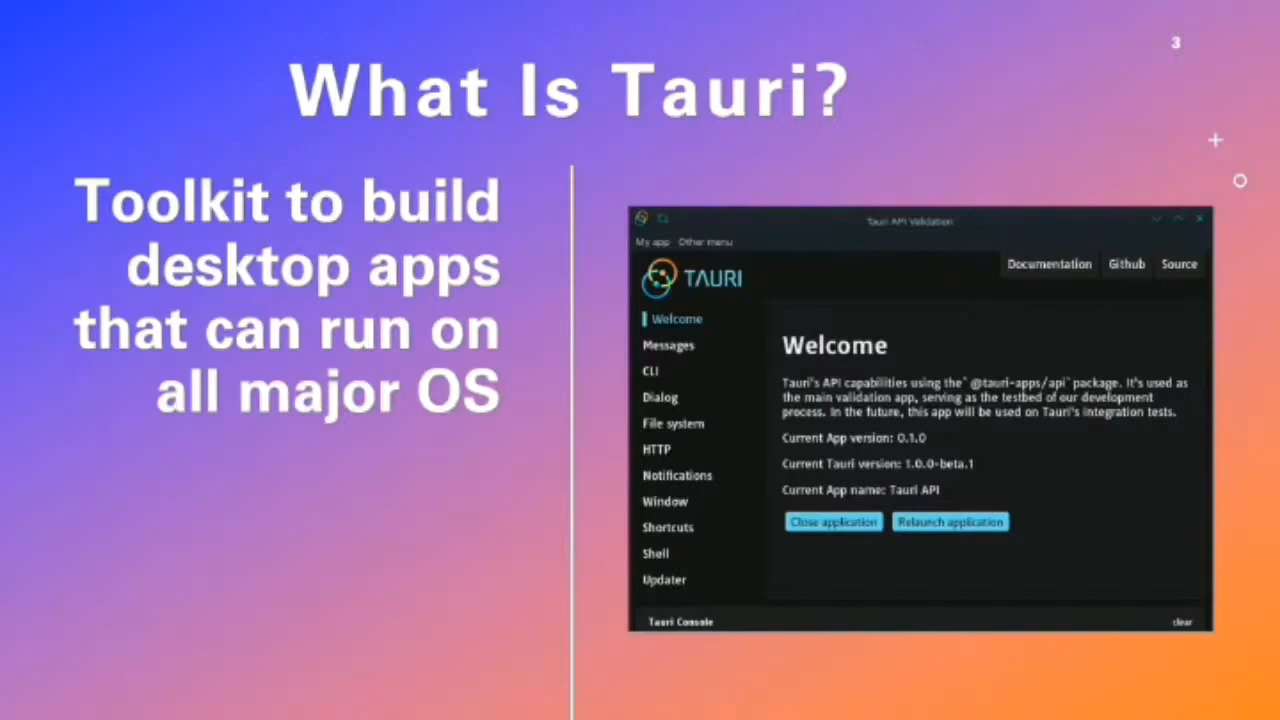 3
What Is Tauri?
Toolkit to build
desktop apps
that can run on
all major OS
Tauri API Validation
My app Other menu
TAURI
Documentation Github Source
Welcome
Messages
CLI
Dialog
File system
HTTP
Notifications
Window
Shortcuts
Shell
Updater
Welcome
Tauri's API capabilities using the` @tauri-apps/api` package. It's used as
the main validation app, serving as the testbed of our development
process. In the future, this app will be used on Tauri's integration tests.
Current App version: 0.1.0
Current Tauri version: 1.0.0-beta.1
Current App name: Tauri API
Close application Relaunch application
Tauri Console clear